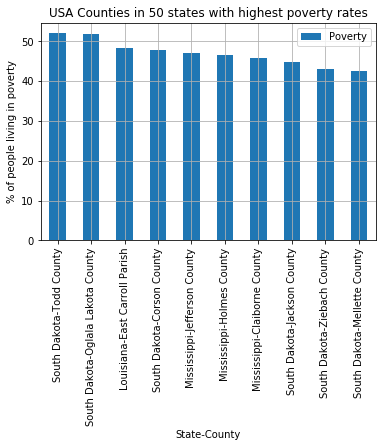 USA Counties in 50 states with highest poverty rates
Poverty
% of people living in poverty
50
40
30
20
10
0
South Dakota-Todd County
South Dakota-Oglala Lakota County
Louisiana-East Carroll Parish
South Dakota-Corson County
Mississippi-Jefferson County
Mississippi-Holmes County
Mississippi-Claiborne County
South Dakota-Jackson County
South Dakota-Ziebach County
South Dakota-Mellette County
State-County